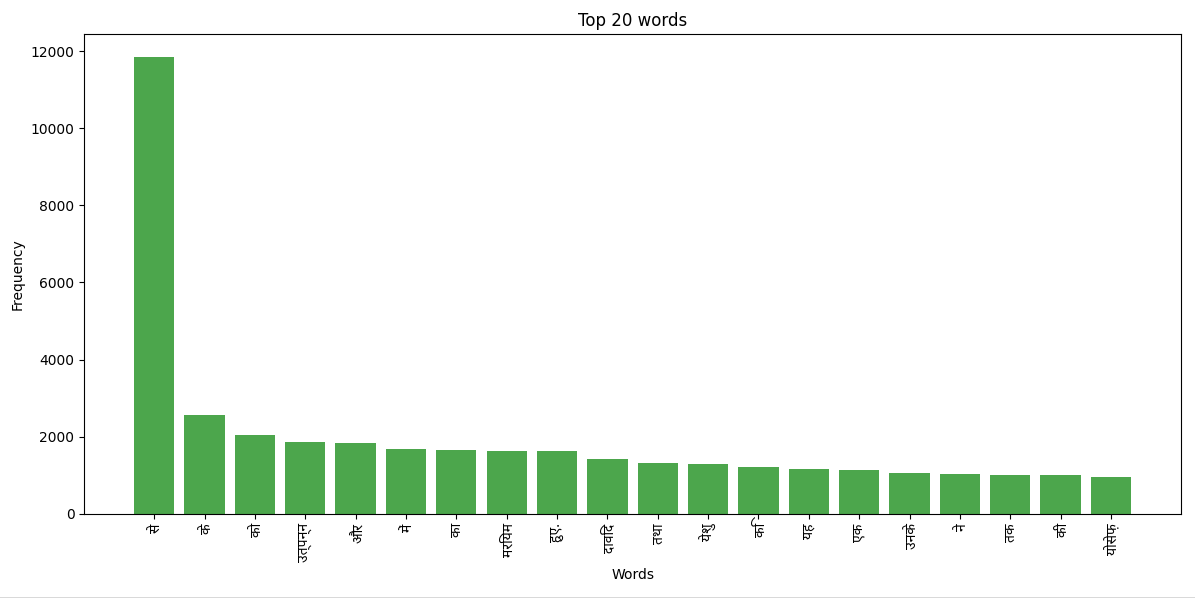 Top 20 words
12000
10000
8000
6000
4000
2000
0
Frequency
से
के
को
उत्पन्न
और
मे
का
मरियम
हुए.
दाविद
तथा
येशु
कि
यह
एक
उनके
ने
तक
की
योसेफ़
Words